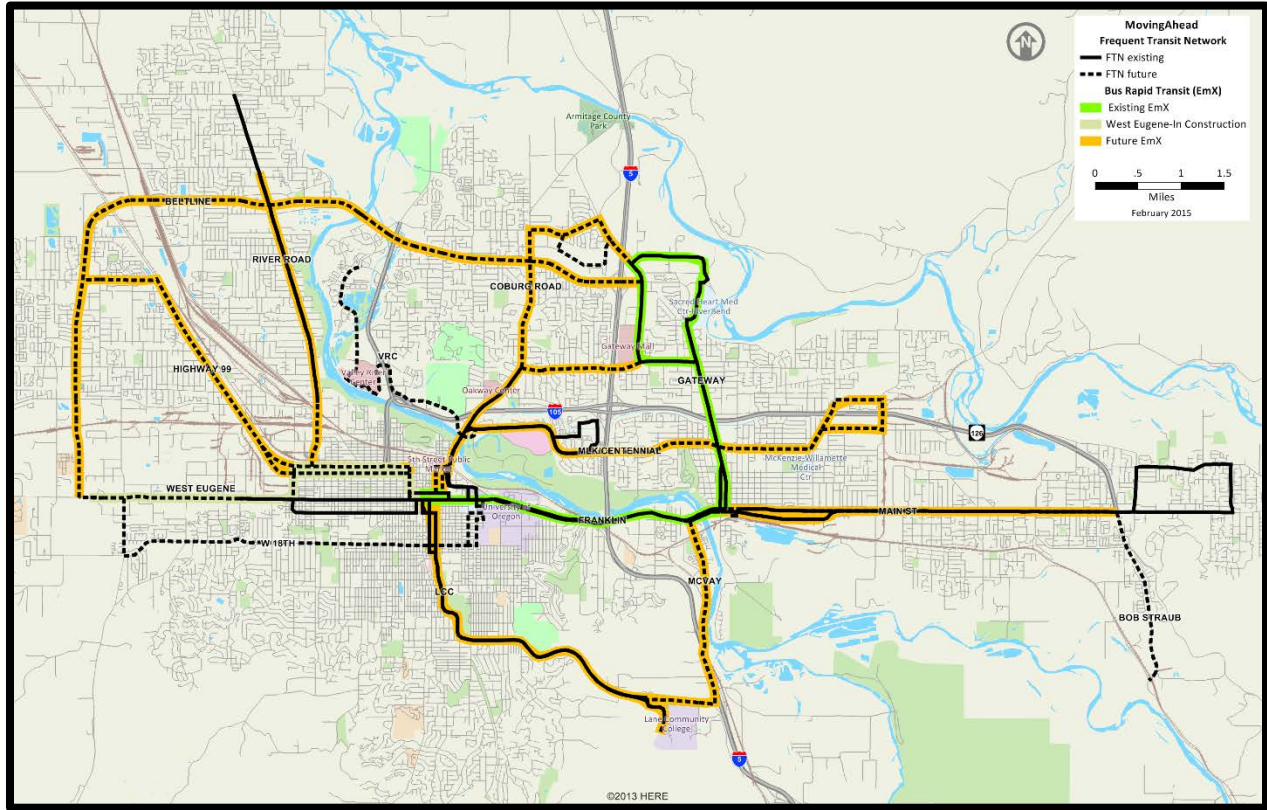 MovingAhead
Frequent Transit Network
FTN existing
FTN future
Bus Rapid Transit (EmX)
Existing EmX
West Eugene-In Construction
Future EmX
0 .5 1 1.5
Miles
February 2015
N
Armitage County
Park
5
BELTLINE
RIVER ROAD
COBURG ROAD
Sacred Heart Med
Ctr-RiverBend
Gateway Mall
VRC
Valley River
Center
HIGHWAY 99
GATEWAY
Oakway Center
105
126
MLK/CENTENNIAL
5th Street Public
Market
McKenzie-Willamette
Medical
Ctr
WEST EUGENE
University of
Oregon
FRANKLIN
MAIN ST
W 18TH
LCC
MCVAY
BOB STRAUB
Lane Community
College
5
©2013 HERE